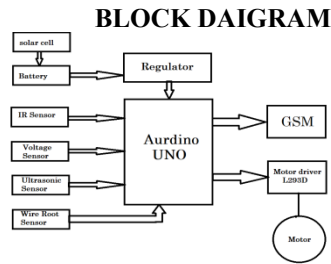 BLOCK DAIGRAM
solar cell
Battery
Regulator
IR Sensor
Voltage
Sensor
Ultrasonic
Sensor
Wire Root
Sensor
Aurdino
UNO
GSM
Motor driver
L293D
Motor